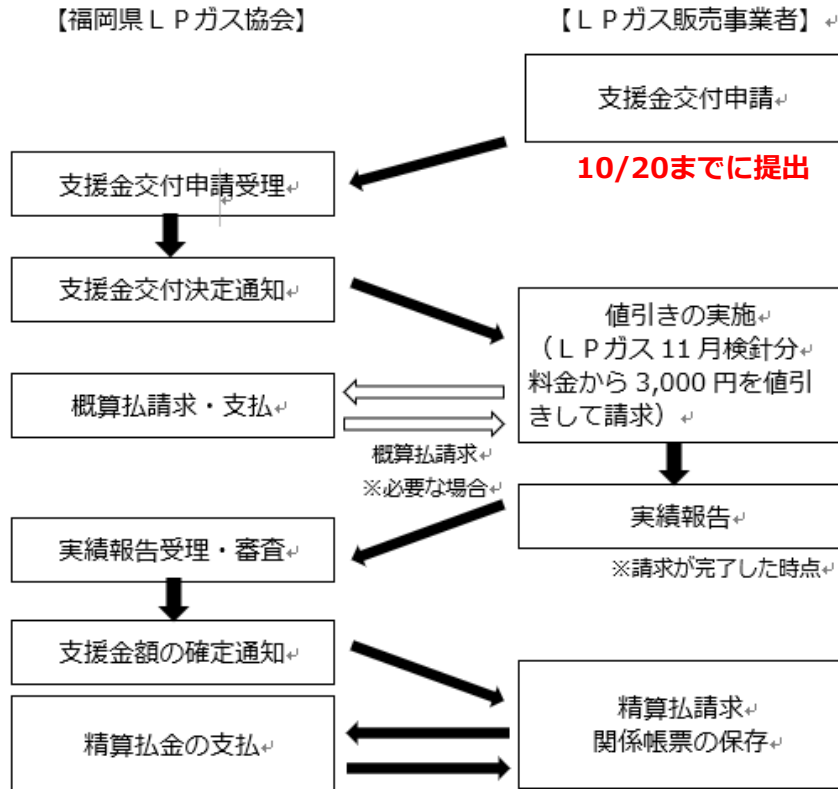 【福岡県ＬＰガス協会】
【ＬＰガス販売事業者】
支援金交付申請
10/20までに提出
支援金交付申請受理
支援金交付決定通知
値引きの実施
（ＬＰガス 11 月検針分
料金から 3,000 円を値引
きして請求）
概算払請求・支払
概算払請求
※必要な場合
実績報告
※請求が完了した時点
実績報告受理・審査
支援金額の確定通知
精算払請求
関係帳票の保存
精算払金の支払